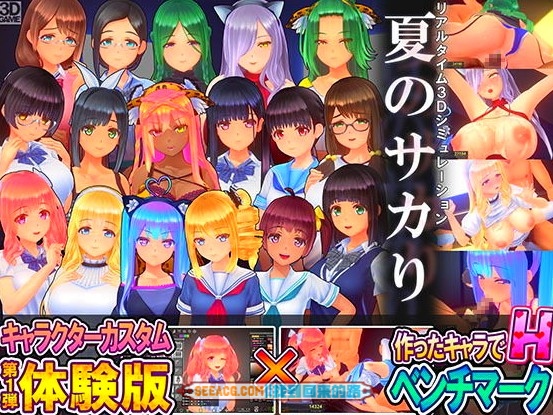 3D
GAME
リアルタイム3Dシミュレーション
夏のサカり
キャラクターカスタム
第1弾
体験版
×
作ったキャラで
H
ベンチマーク
SEEACG.COM
14324